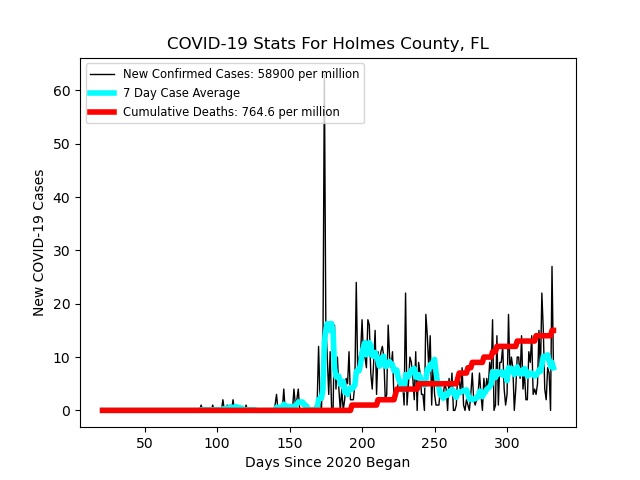 COVID-19 Stats For Holmes County, FL
New Confirmed Cases: 58900 per million
7 Day Case Average
Cumulative Deaths: 764.6 per million
New COVID-19 Cases
60
50
40
30
20
10
0
50 100 150 200 250 300
Days Since 2020 Began